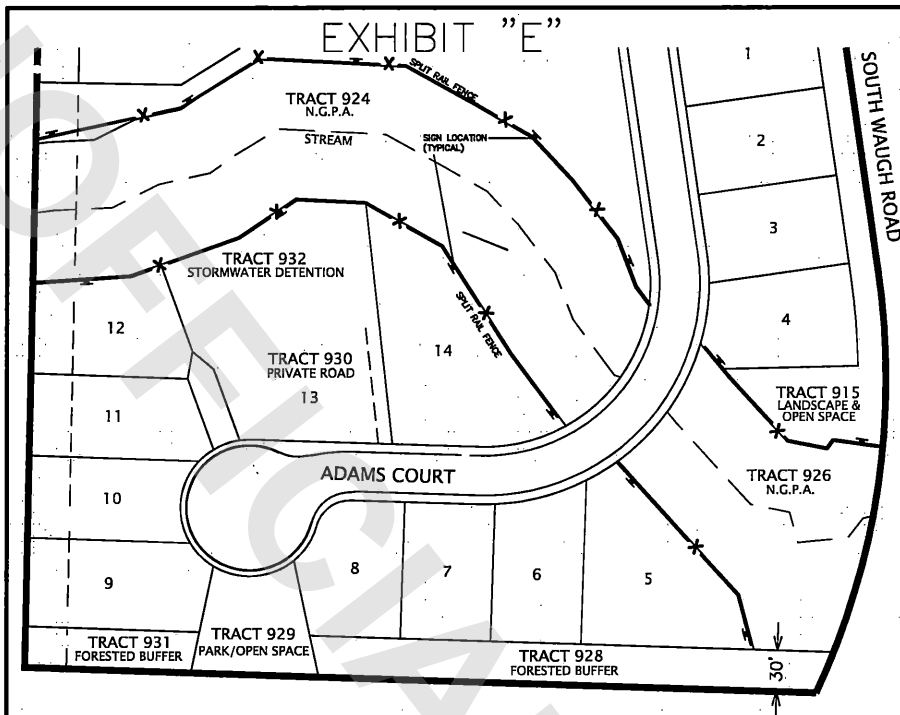 EXHIBIT "E"
1
SOUTH WAUGH ROAD
SPLIT RAIL FENCE
TRACT 924
N.G.P.A.
STREAM
SIGN LOCATION
(TYPICAL)
2
3
TRACT 932
STORMWATER DETENTION
4
12
SPLIT RAIL FENCE
14
TRACT 930
PRIVATE ROAD
13
TRACT 915
LANDSCAPE &
OPEN SPACE
11
ADAMS COURT
TRACT 926
N.G.P.A.
10
9
8
7
6
5
TRACT 931
FORESTED BUFFER
TRACT 929
PARK/OPEN SPACE
TRACT 928
FORESTED BUFFER
30'
OFFICIA